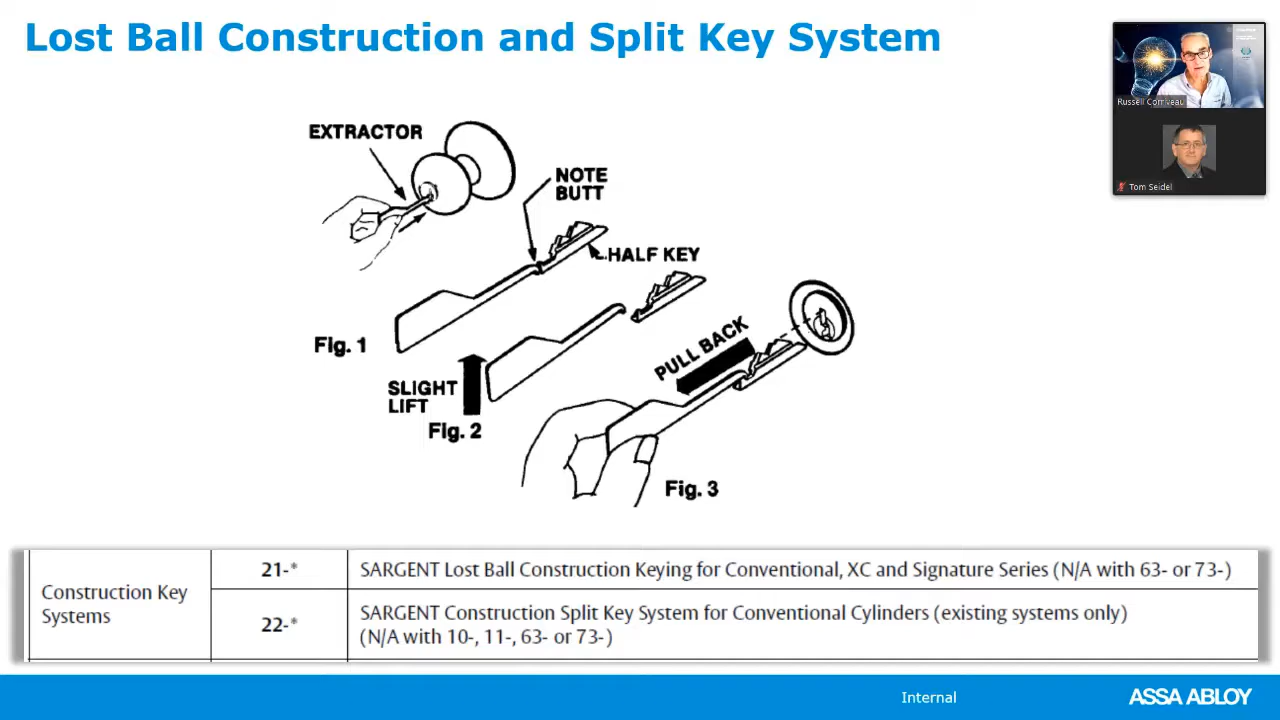 Lost Ball Construction and Split Key System
Russell Corriveau
Tom Seidel
EXTRACTOR
NOTE
BUTT
HALF KEY
Fig. 1
SLIGHT
LIFT
Fig. 2
PULL BACK
Fig. 3
Construction Key
Systems
21-*
SARGENT Lost Ball Construction Keying for Conventional, XC and Signature Series (N/A with 63- or 73-)
22-*
SARGENT Construction Split Key System for Conventional Cylinders (existing systems only)
(N/A with 10-, 11-, 63- or 73-)
Internal
ASSA ABLOY